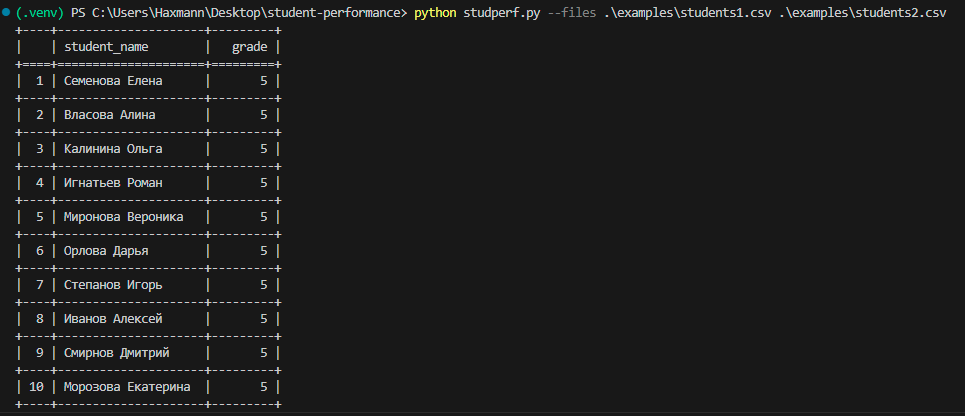 (.venv) PS C:\Users\Haxmann\Desktop\student-performance> python studperf.py --files .\examples\students1.csv .\examples\students2.csv
+----+---------------------+---------+
|    | student_name        |   grade |
+====+=====================+=========+
|  1 | Семенова Елена      |       5 |
+----+---------------------+---------+
|  2 | Власова Алина       |       5 |
+----+---------------------+---------+
|  3 | Калинина Ольга      |       5 |
+----+---------------------+---------+
|  4 | Игнатьев Роман      |       5 |
+----+---------------------+---------+
|  5 | Миронова Вероника   |       5 |
+----+---------------------+---------+
|  6 | Орлова Дарья        |       5 |
+----+---------------------+---------+
|  7 | Степанов Игорь      |       5 |
+----+---------------------+---------+
|  8 | Иванов Алексей      |       5 |
+----+---------------------+---------+
|  9 | Смирнов Дмитрий     |       5 |
+----+---------------------+---------+
| 10 | Морозова Екатерина  |       5 |
+----+---------------------+---------+